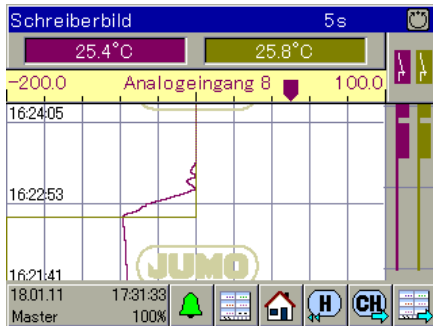 Schreiberbild 5s
25.4°C 25.8°C
-200.0 Analogeingang 8 100.0
16:24:05
16:22:53
JUMO
16:21:41
18.01.11 17:31:33
Master 100%
H CH